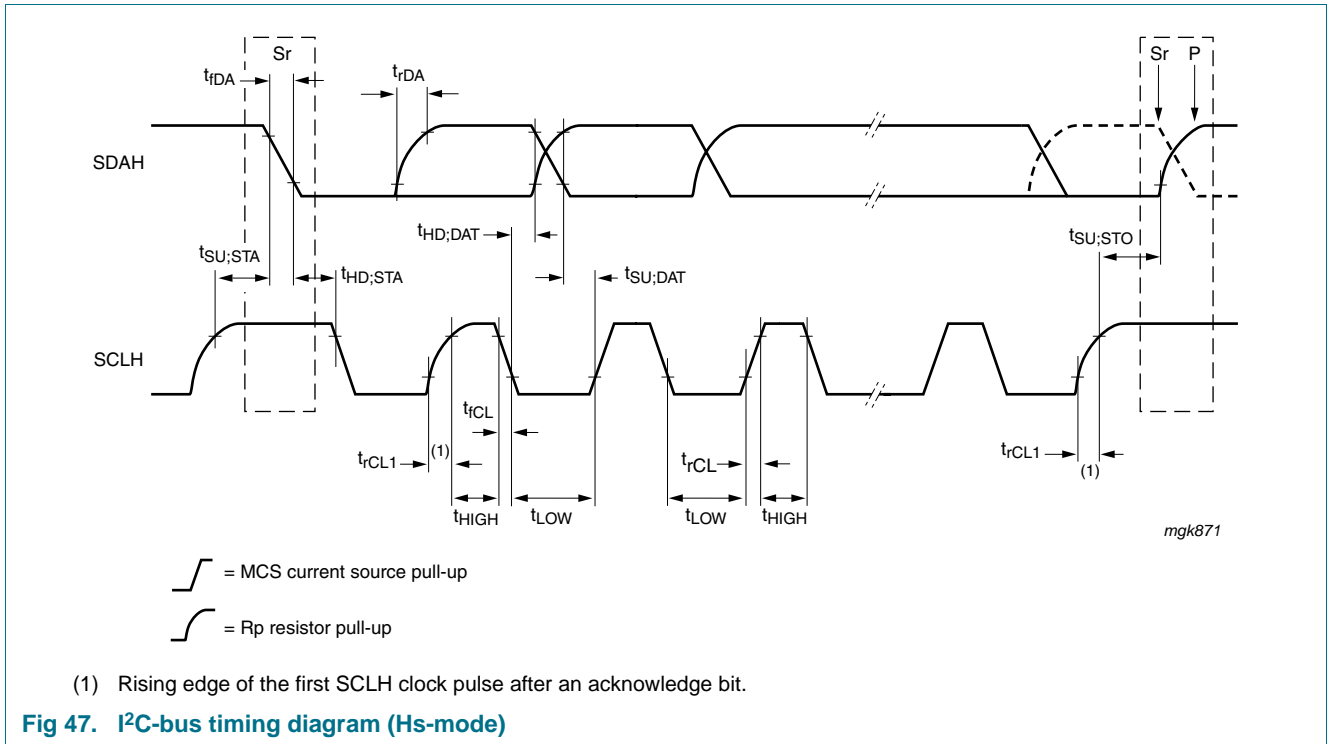 Sr
Sr P
tfDA
trDA
SDAH
tHD;DAT
tSU;STA
tHD;STA
tSU;DAT
tSU;STO
SCLH
tfCL
trCL1 (1)
trCL
trCL1 (1)
tHIGH
tLOW
tLOW
tHIGH
mgk871
= MCS current source pull-up
= Rp resistor pull-up
(1) Rising edge of the first SCLH clock pulse after an acknowledge bit.
Fig 47. I²C-bus timing diagram (Hs-mode)